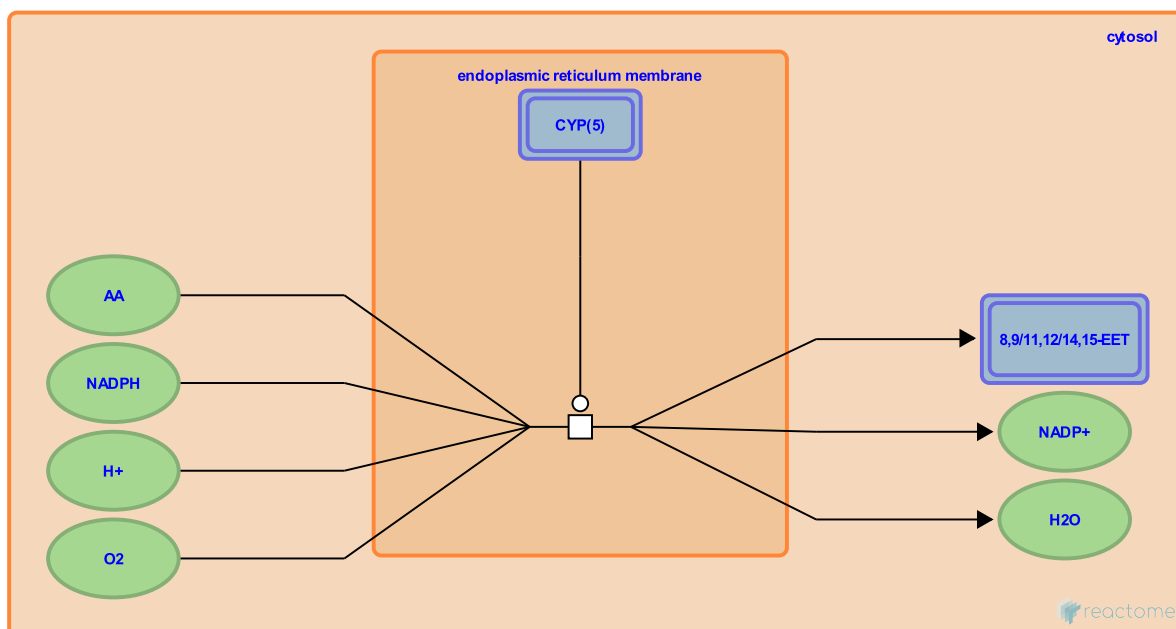 cytosol
endoplasmic reticulum membrane
CYP(5)
AA
NADPH
H+
O2
8,9/11,12/14,15-EET
NADP+
H2O
reactome